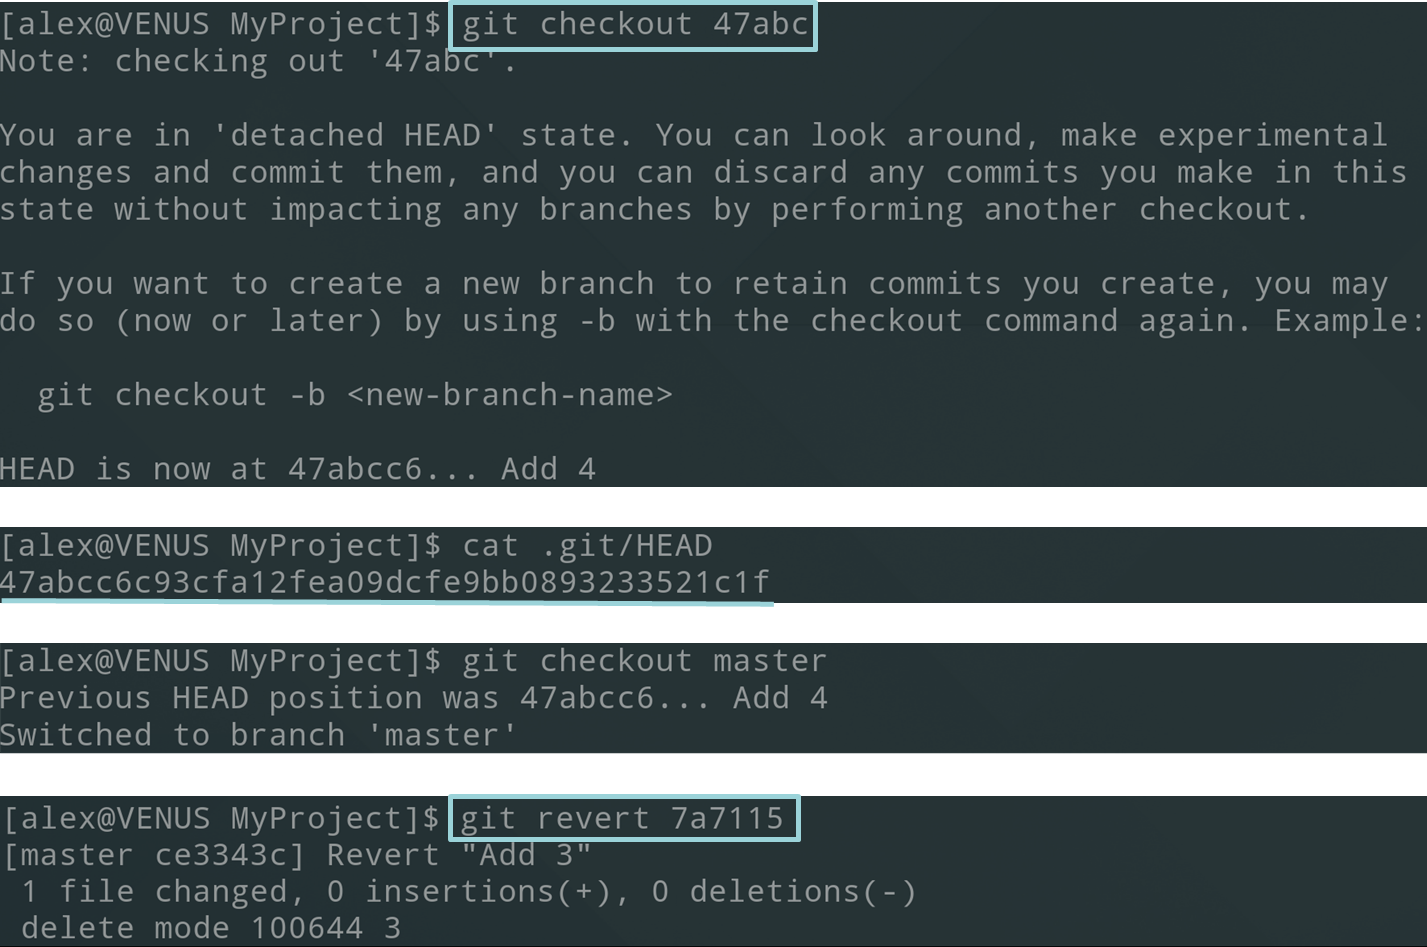 [alex@VENUS MyProject]$ git checkout 47abc
Note: checking out '47abc'.
You are in 'detached HEAD' state. You can look around, make experimental
changes and commit them, and you can discard any commits you make in this
state without impacting any branches by performing another checkout.
If you want to create a new branch to retain commits you create, you may
do so (now or later) by using -b with the checkout command again. Example:
git checkout -b <new-branch-name>
HEAD is now at 47abcc6... Add 4
[alex@VENUS MyProject]$ cat .git/HEAD
47abcc6c93cfa12fea09dcfe9bb0893233521c1f
[alex@VENUS MyProject]$ git checkout master
Previous HEAD position was 47abcc6... Add 4
Switched to branch 'master'
[alex@VENUS MyProject]$ git revert 7a7115
[master ce3343c] Revert "Add 3"
1 file changed, 0 insertions(+), 0 deletions(-)
delete mode 100644 3